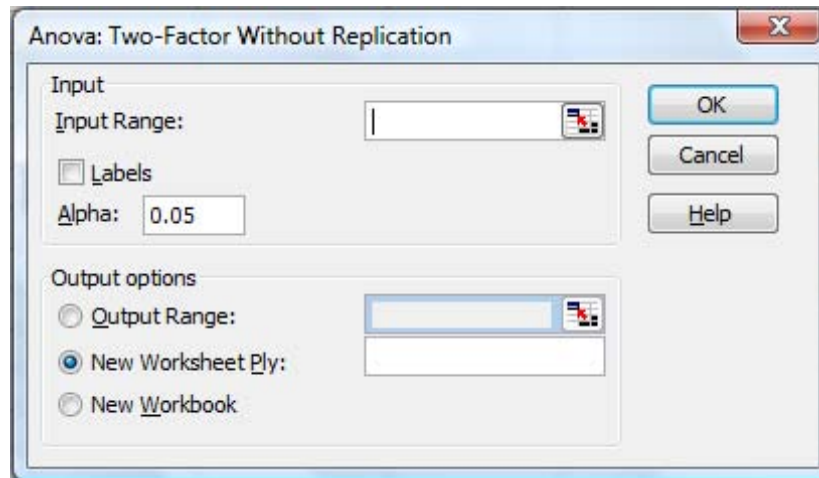 Anova: Two-Factor Without Replication
Input
Input Range:
Labels
Alpha: 0.05
OK
Cancel
Help
Output options
Output Range:
New Worksheet Ply:
New Workbook